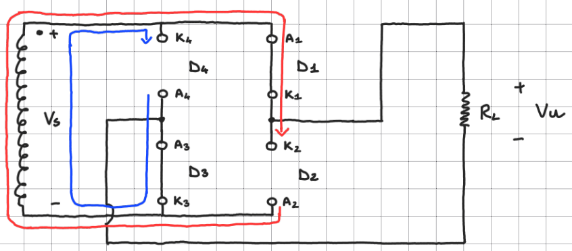 + K4 A1
D4 D1
A4 K1
Vs RL + Vu -
A3 K2
D3 D2
- K3 A2